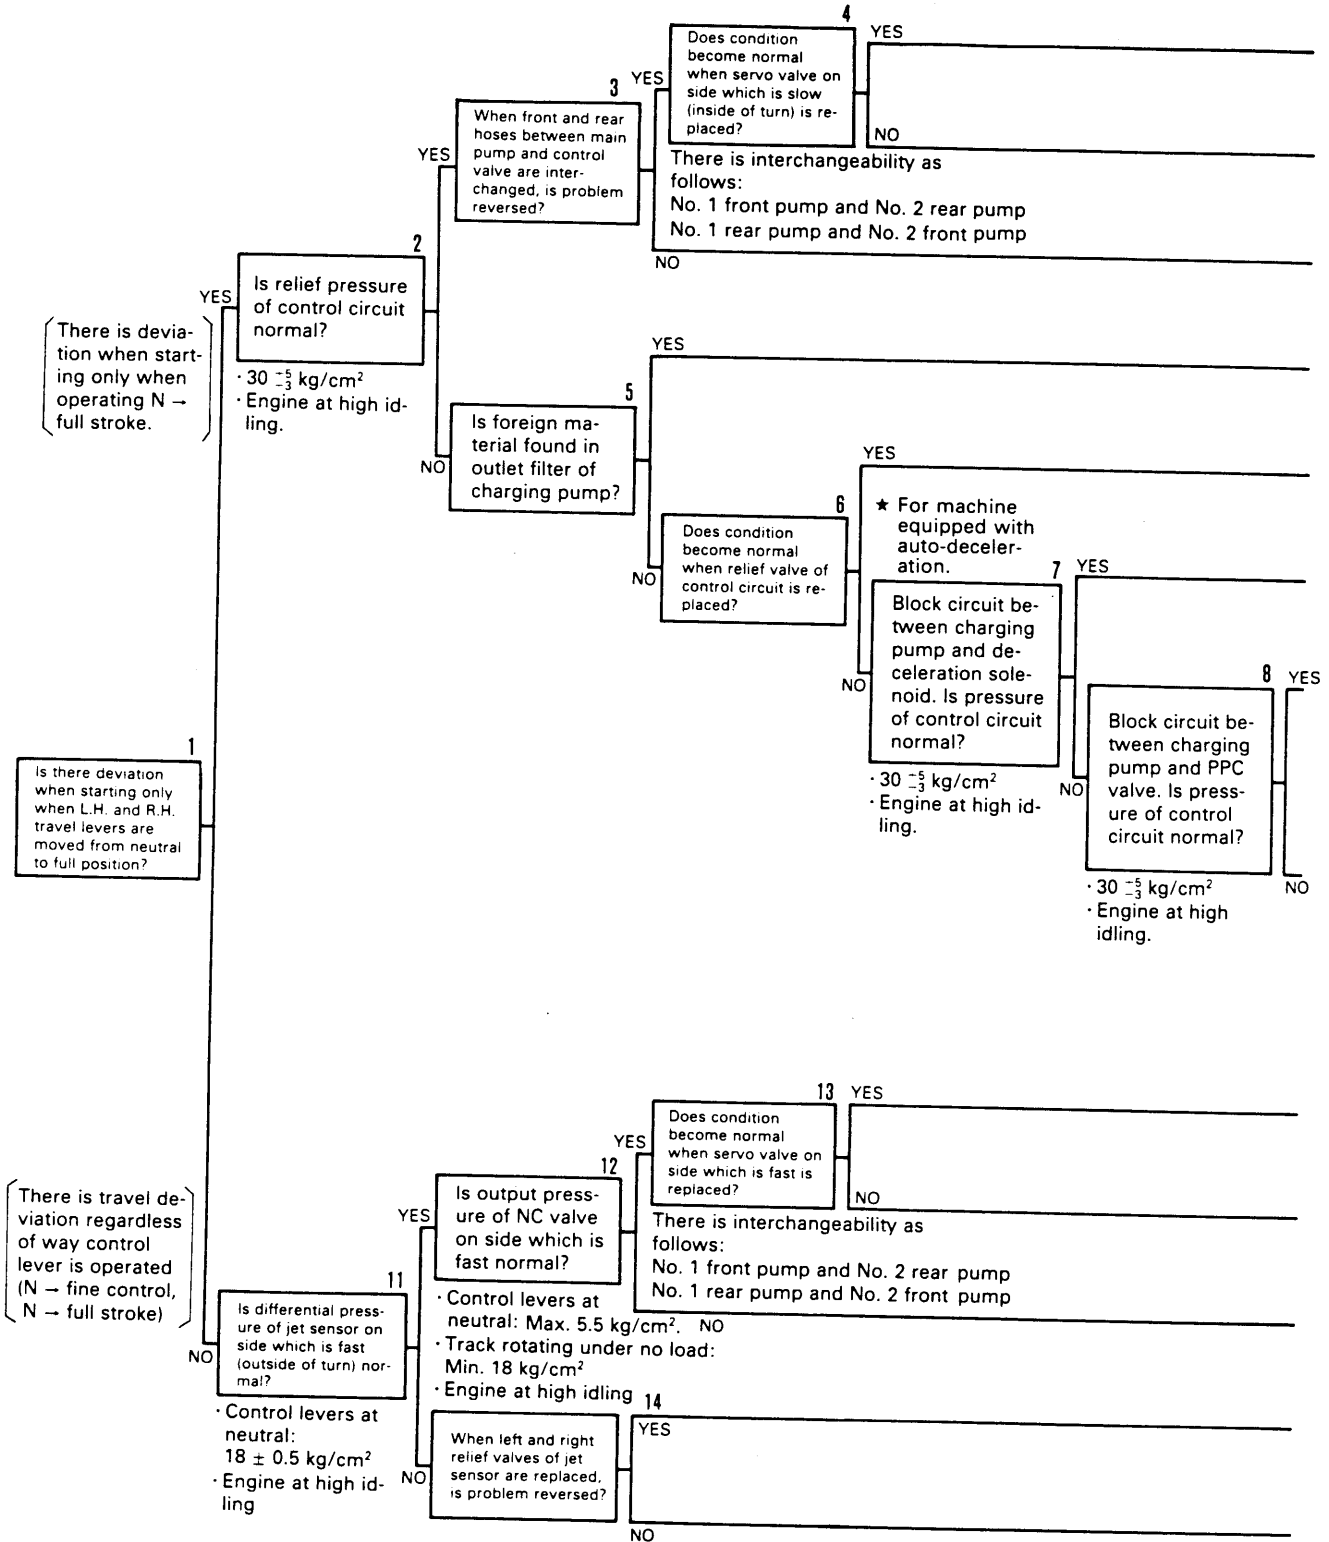 4
YES
Does condition
become normal
when servo valve on
side which is slow
(inside of turn) is re-
placed?
NO
YES
3
When front and rear
hoses between main
pump and control
valve are inter-
changed, is problem
reversed?
There is interchangeability as
follows:
No. 1 front pump and No. 2 rear pump
No. 1 rear pump and No. 2 front pump
NO
YES
2
Is relief pressure
of control circuit
normal?
YES
There is devia-
tion when start-
ing only when
operating N →
full stroke.
· 30 −5 −3 kg/cm²
· Engine at high id-
ling.
YES
5
Is foreign ma-
terial found in
outlet filter of
charging pump?
NO
YES
6
Does condition
become normal
when relief valve of
control circuit is re-
placed?
NO
★ For machine
equipped with
auto-deceler-
ation.
7
YES
Block circuit be-
tween charging
pump and de-
celeration sole-
noid. Is pressure
of control circuit
normal?
NO
· 30 −5 −3 kg/cm²
· Engine at high id-
ling.
8
YES
Block circuit be-
tween charging
pump and PPC
valve. Is press-
ure of control
circuit normal?
NO
NO
· 30 −5 −3 kg/cm²
· Engine at high
idling.
1
Is there deviation
when starting only
when L.H. and R.H.
travel levers are
moved from neutral
to full position?
13
YES
Does condition
become normal
when servo valve on
side which is fast is
replaced?
NO
YES
12
Is output press-
ure of NC valve
on side which is
fast normal?
There is interchangeability as
follows:
No. 1 front pump and No. 2 rear pump
No. 1 rear pump and No. 2 front pump
YES
There is travel de-
viation regardless
of way control
lever is operated
(N → fine control,
N → full stroke)
11
Is differential press-
ure of jet sensor on
side which is fast
(outside of turn) nor-
mal?
NO
· Control levers at
neutral: Max. 5.5 kg/cm². NO
· Track rotating under no load:
Min. 18 kg/cm²
· Engine at high idling
· Control levers at
neutral:
18 ± 0.5 kg/cm²
· Engine at high id-
ling
14
YES
When left and right
relief valves of jet
sensor are replaced,
is problem reversed?
NO
NO